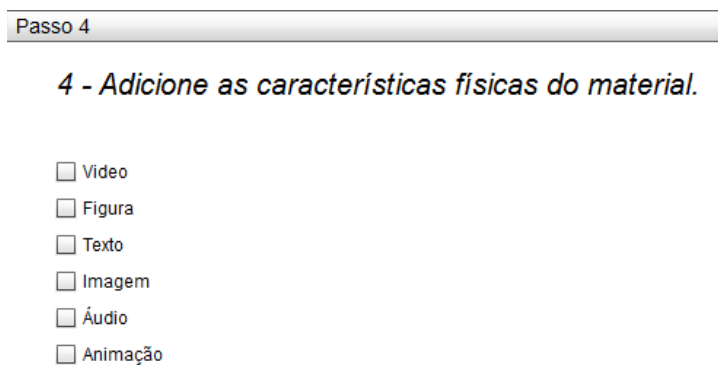 Passo 4
4 - Adicione as características físicas do material.
Video
Figura
Texto
Imagem
Áudio
Animação